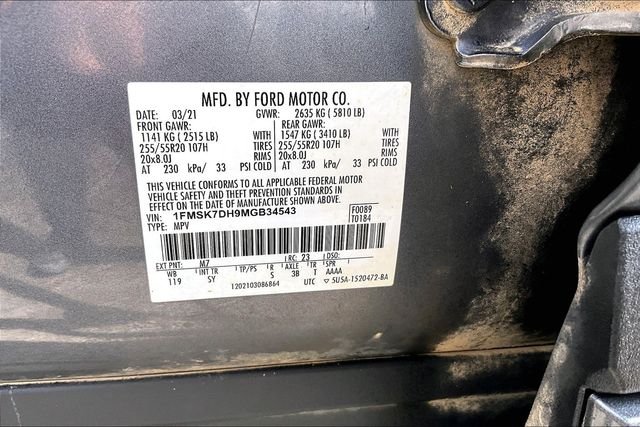 MFD. BY FORD MOTOR CO.
DATE: 03/21 GVWR: 2635 KG (5810 LB)
FRONT GAWR: REAR GAWR:
1141 KG (2515 LB) WITH 1547 KG (3410 LB) WITH
255/55R20 107H TIRES 255/55R20 107H TIRES
20x8.0J RIMS 20x8.0J RIMS
AT 230 kPa/ 33 PSI COLD AT 230 kPa/ 33 PSI COLD
THIS VEHICLE CONFORMS TO ALL APPLICABLE FEDERAL MOTOR
VEHICLE SAFETY AND THEFT PREVENTION STANDARDS IN
EFFECT ON THE DATE OF MANUFACTURE SHOWN ABOVE.
VIN: 1FMSK7DH9MGB34543 F0089
TYPE: MPV T0184
EXT PNT: M7 RC: 23 DSO:
WB INT TR TP/PS R AXLE TR SPR
119 SY S 3B T AAAA
1202103086864 UTC 5U5A-1520472-BA